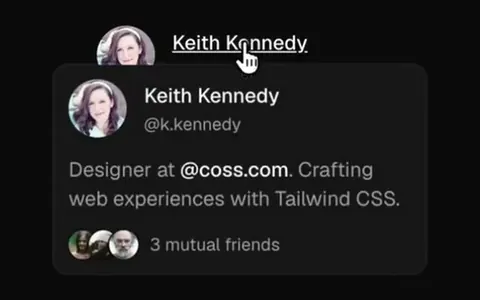 Keith Kennedy
Keith Kennedy
@k.kennedy
Designer at @coss.com. Crafting
web experiences with Tailwind CSS.
3 mutual friends